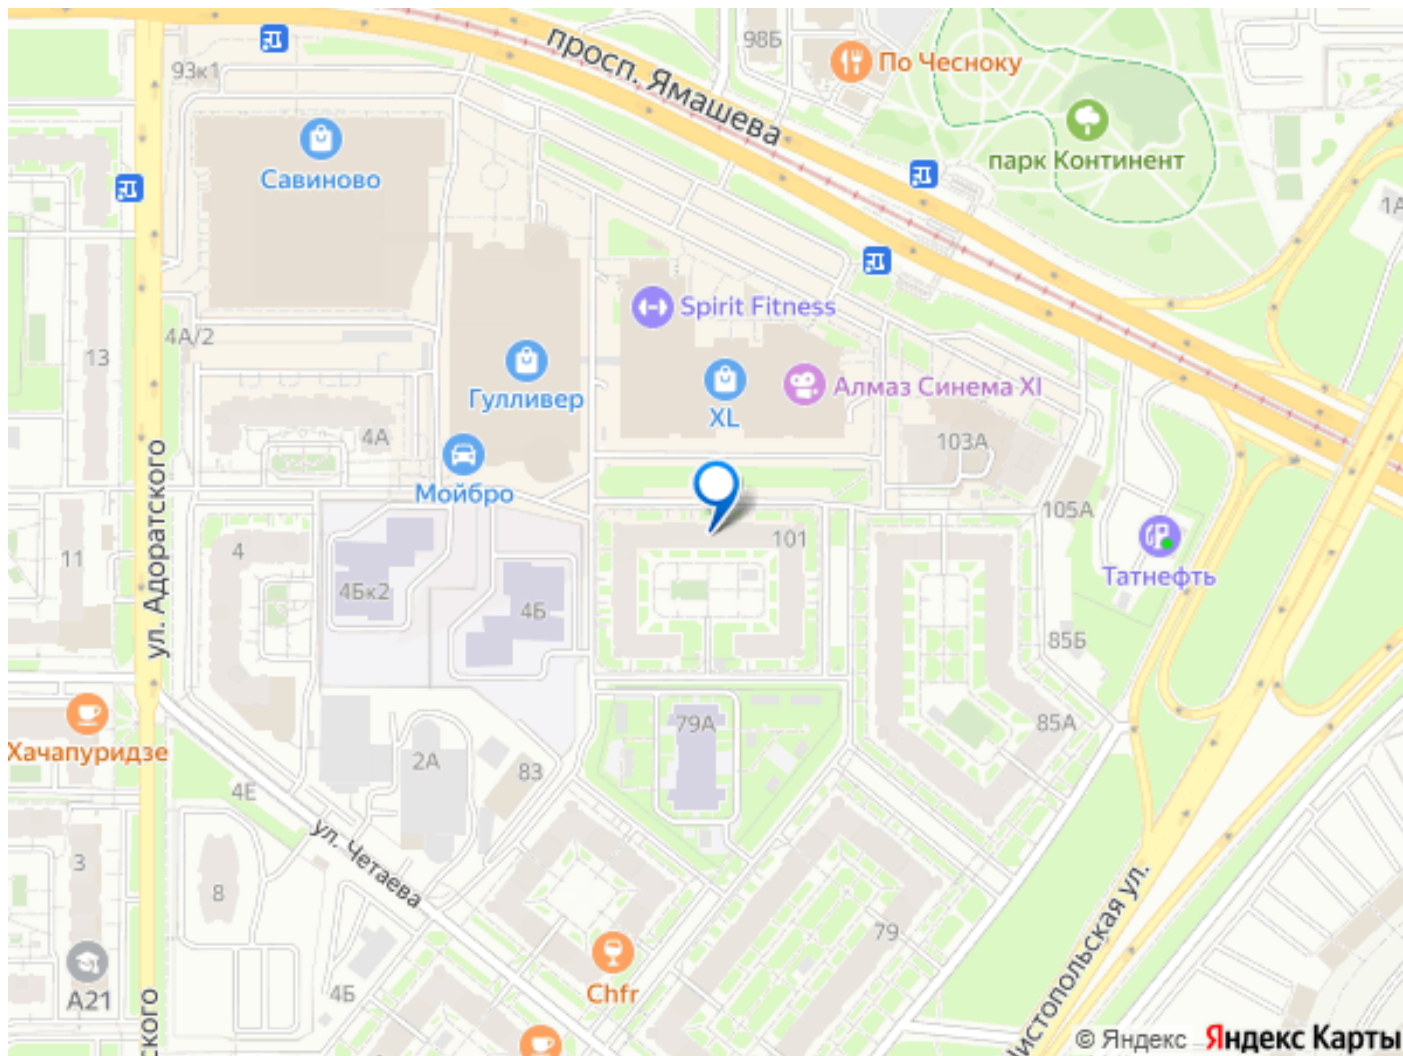 93к1
98Б
просп. Ямашева
По Чесноку
парк Континент
1А
Савиново
Spirit Fitness
4А/2
13
Гулливер
XL
Алмаз Синема Xl
4А
103А
Мойбро
ул. Адоратского
105А
101
11
4
4Бк2
4Б
Татнефть
85Б
79А
85А
Хачапуридзе
2А
83
4Е
ул. Четаева
3
8
79
Чистопольская ул.
А21
4Б
Chfr
© Яндекс Яндекс Карты